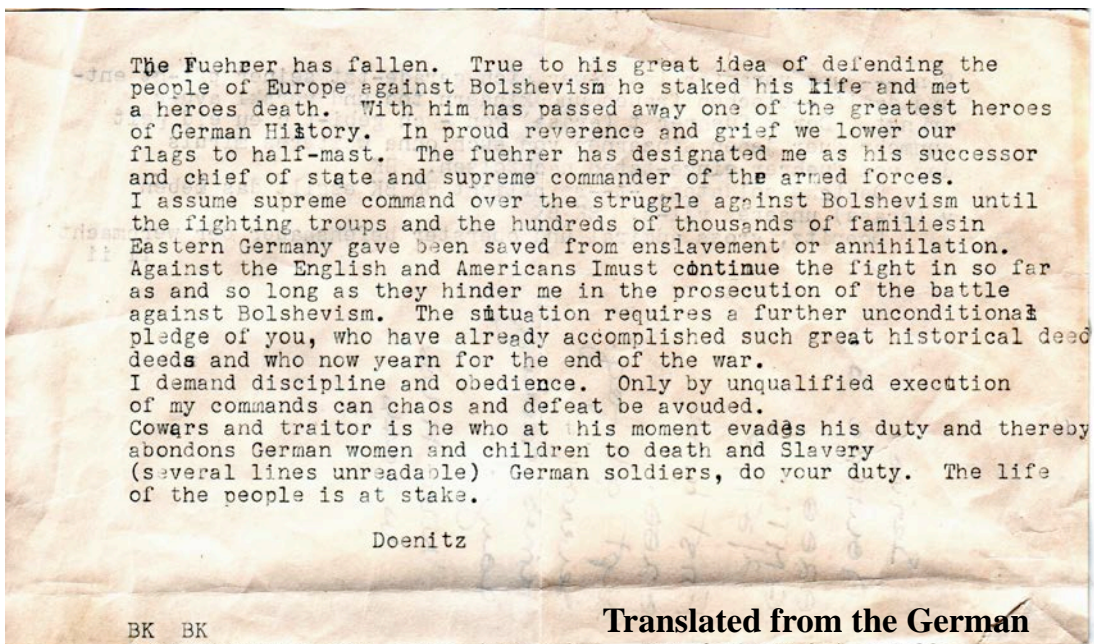 The Fuehrer has fallen. True to his great idea of defending the
people of Europe against Bolshevism he staked his life and met
a heroes death. With him has passed away one of the greatest heroes
of German History. In proud reverence and grief we lower our
flags to half-mast. The fuehrer has designated me as his successor
and chief of state and supreme commander of the armed forces.
I assume supreme command over the struggle against Bolshevism until
the fighting troups and the hundreds of thousands of familiesin
Eastern Germany gave been saved from enslavement or annihilation.
Against the English and Americans Imust continue the fight in so far
as and so long as they hinder me in the prosecution of the battle
against Bolshevism. The situation requires a further unconditional
pledge of you, who have already accomplished such great historical deed
deeds and who now yearn for the end of the war.
I demand discipline and obedience. Only by unqualified execution
of my commands can chaos and defeat be avouded.
Cowars and traitor is he who at this moment evades his duty and thereby
abondons German women and children to death and Slavery
(several lines unreadable) German soldiers, do your duty. The life
of the people is at stake.
Doenitz
BK BK
Translated from the German